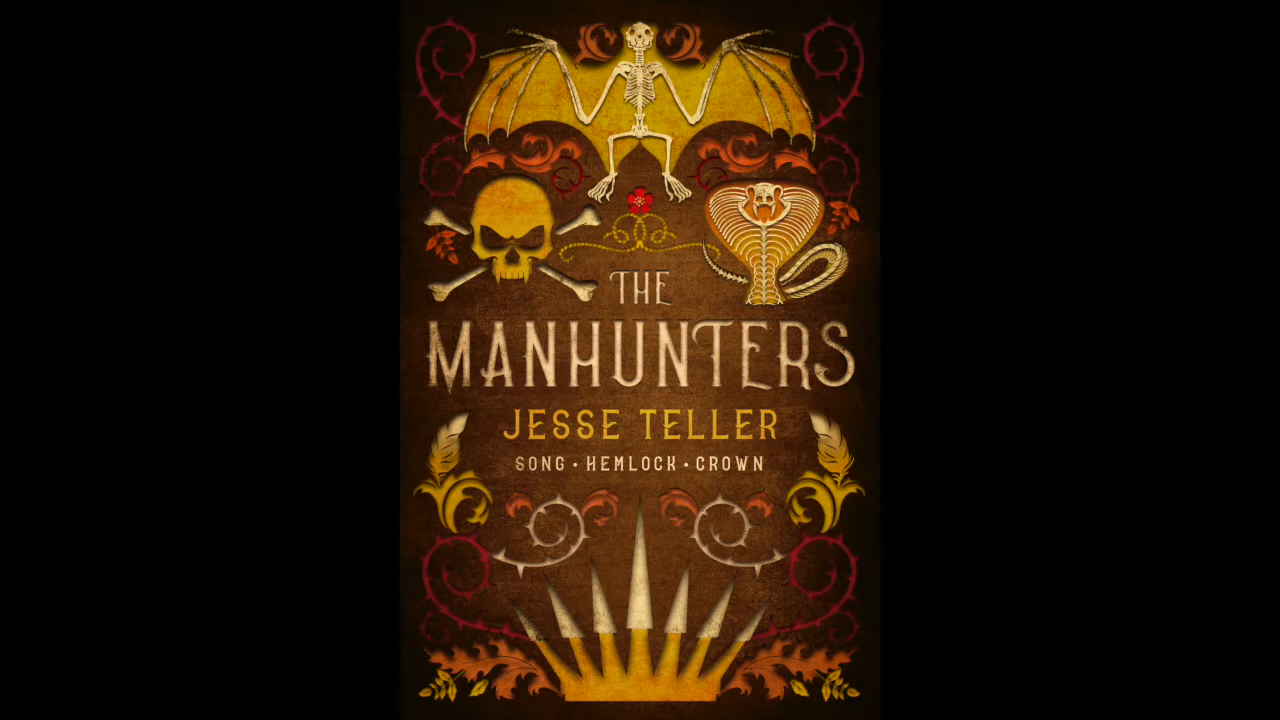 THE
MANHUNTERS
JESSE TELLER
SONG • HEMLOCK • CROWN